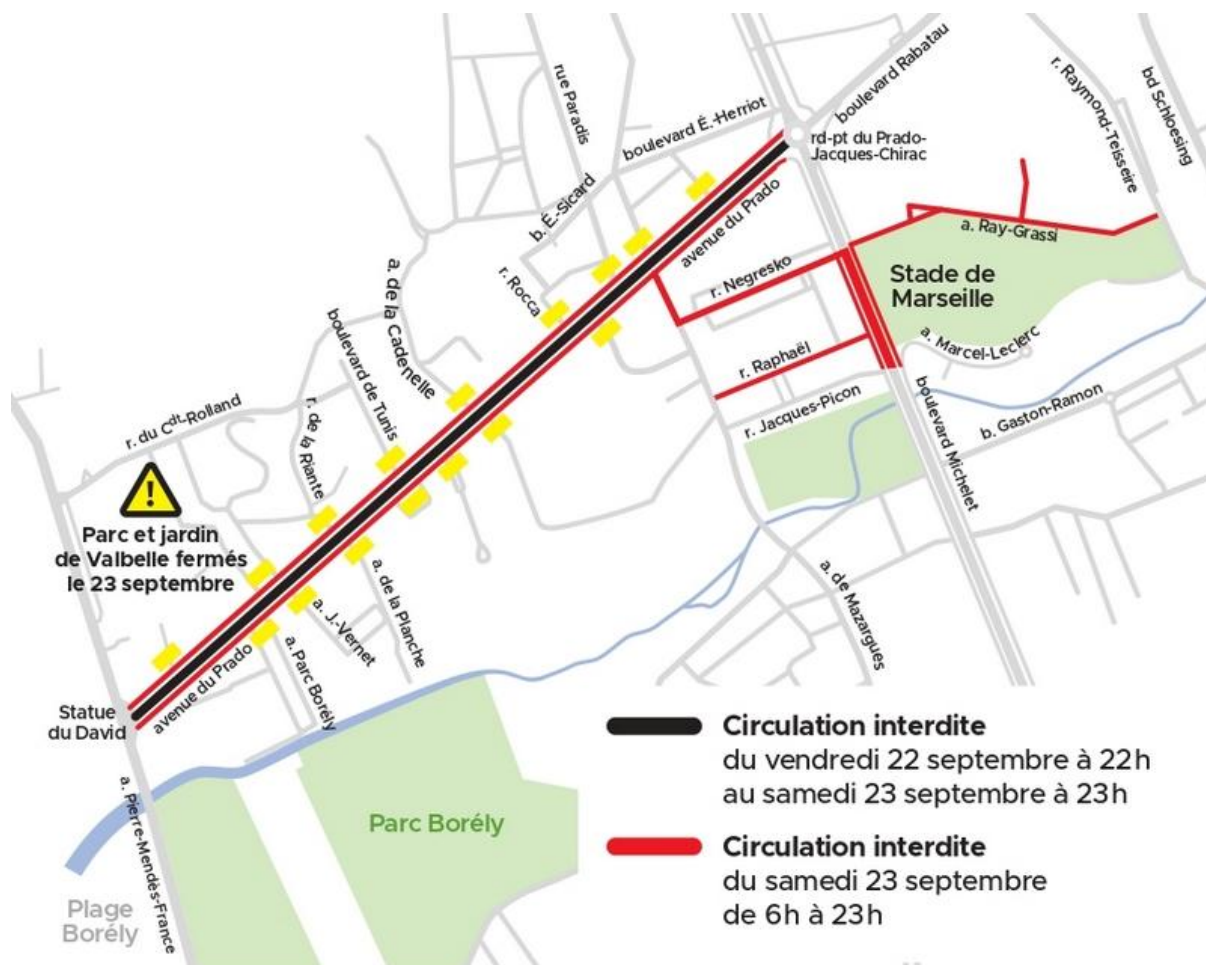 rue Paradis
boulevard É.-Herriot
boulevard Rabatau
r. Raymond-Teisseire
bd Schloesing
rd-pt du Prado-
Jacques-Chirac
b. É.-Sicard
avenue du Prado
a. Ray-Grassi
r. Rocca
r. Negresko
Stade de
Marseille
a. de la Cadenelle
boulevard de Tunis
r. Raphaël
a. Marcel-Leclerc
r. du Cdt-Rolland
r. de la Riante
r. Jacques-Picon
boulevard Michelet
b. Gaston-Ramon
!
Parc et jardin
de Valbelle fermés
le 23 septembre
a. de la Planche
a. J.-Vernet
a. Parc Borély
avenue du Prado
a. de Mazargues
Statue
du David
a. Pierre-Mendès-France
Parc Borély
Plage
Borély
Circulation interdite
du vendredi 22 septembre à 22h
au samedi 23 septembre à 23h
Circulation interdite
du samedi 23 septembre
de 6h à 23h